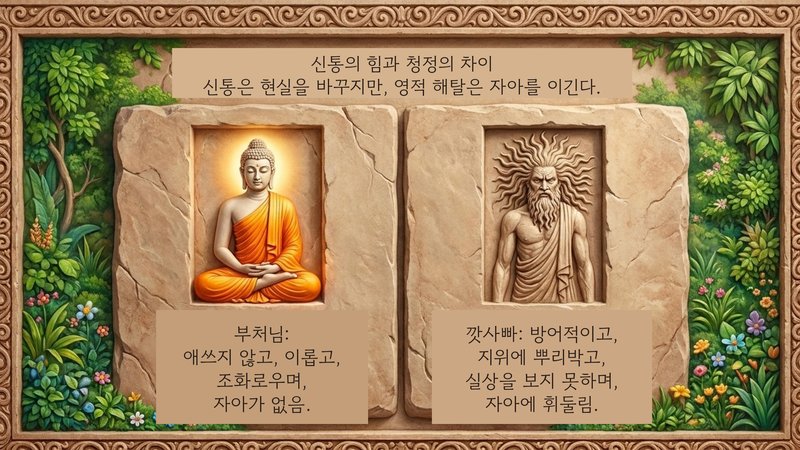 신통의 힘과 청정의 차이
신통은 현실을 바꾸지만, 영적 해탈은 자아를 이긴다.
부처님:
애쓰지 않고, 이롭고,
조화로우며,
자아가 없음.
깟사빠: 방어적이고,
지위에 뿌리박고,
실상을 보지 못하며,
자아에 휘둘림.